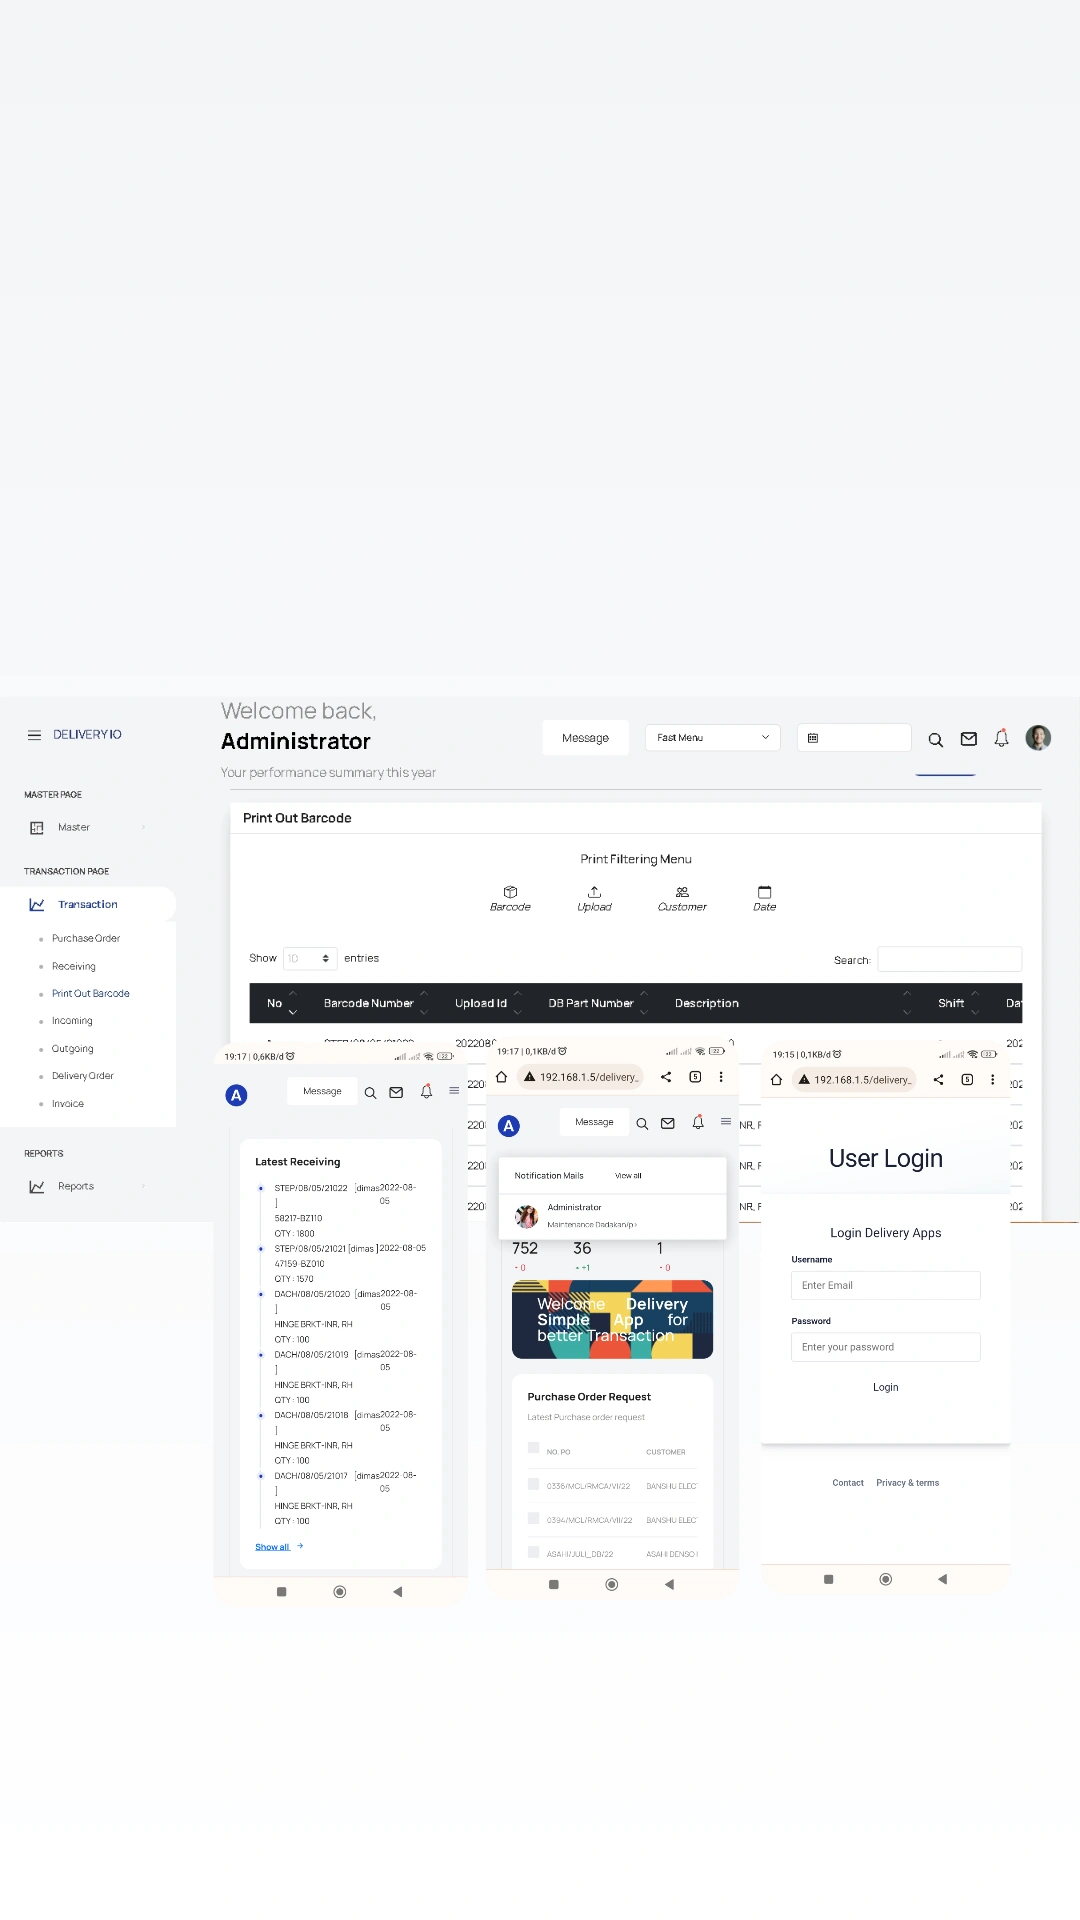 DELIVERY IO
MASTER PAGE
Master
TRANSACTION PAGE
Transaction
Purchase Order
Receiving
Print Out Barcode
Incoming
Outgoing
Delivery Order
Invoice
REPORTS
Reports
Welcome back,
Administrator
Your performance summary this year
Message
Fast Menu
Print Out Barcode
Print Filtering Menu
Barcode Upload Customer Date
Show 10 entries
Search:
No Barcode Number Upload Id DB Part Number Description Shift
19:17 | 0,6KB/d
22
A
Message
Latest Receiving
STEP/08/05/21022 [dimas 2022-08-
] 05
58217-BZ110
QTY : 1800
STEP/08/05/21021 [dimas ] 2022-08-05
47159-BZ010
QTY : 1570
DACH/08/05/21020 [dimas 2022-08-
] 05
HINGE BRKT-INR, RH
QTY : 100
DACH/08/05/21019 [dimas 2022-08-
] 05
HINGE BRKT-INR, RH
QTY : 100
DACH/08/05/21018 [dimas 2022-08-
] 05
HINGE BRKT-INR, RH
QTY : 100
DACH/08/05/21017 [dimas 2022-08-
] 05
HINGE BRKT-INR, RH
QTY : 100
Show all
19:17 | 0,1KB/d
22
192.168.1.5/delivery_
5
A
Message
Notification Mails View all
Administrator
Maintenance Dadakan/p>
752 36 1
0 +1 0
Welcome Delivery
Simple App for
better Transaction
Purchase Order Request
Latest Purchase order request
NO. PO CUSTOMER
0336/MCL/RMCA/VI/22 BANSHU ELEC
0394/MCL/RMCA/VII/22 BANSHU ELEC
ASAHI/JULI_DB/22 ASAHI DENSO
19:15 | 0,1KB/d
22
192.168.1.5/delivery_
5
User Login
Login Delivery Apps
Username
Enter Email
Password
Enter your password
Login
Contact Privacy & terms